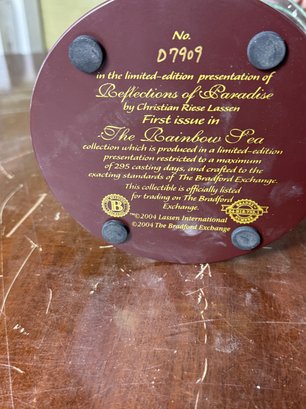 No.
D7909
in the limited-edition presentation of
Reflections of Paradise
by Christian Riese Lassen
First issue in
The Rainbow Sea
collection which is produced in a limited-edition
presentation restricted to a maximum
of 295 casting days, and crafted to the
exacting standards of The Bradford Exchange.
This collectible is officially listed
for trading on The Bradford
Exchange.
B
©2004 Lassen International
©2004 The Bradford Exchange